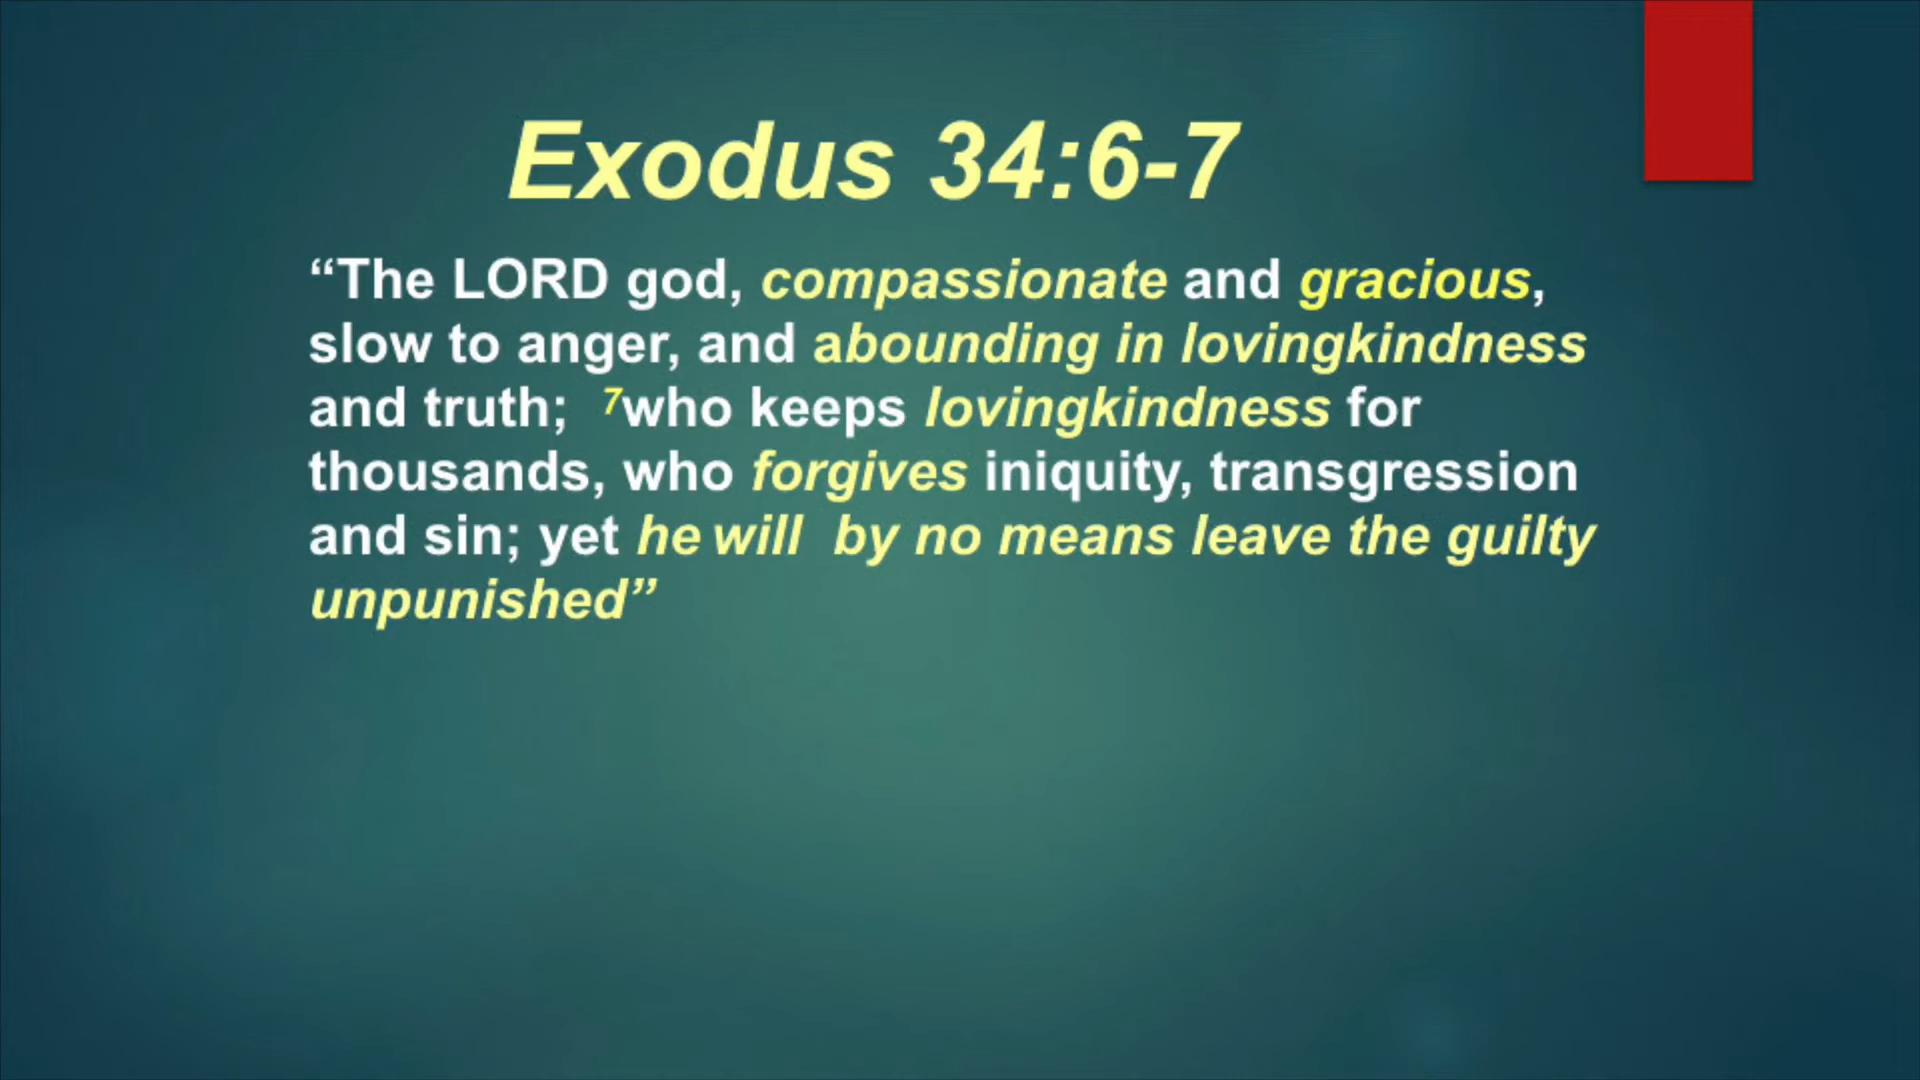 Exodus 34:6-7
“The LORD god, compassionate and gracious,
slow to anger, and abounding in lovingkindness
and truth;  7who keeps lovingkindness for
thousands, who forgives iniquity, transgression
and sin; yet he will  by no means leave the guilty
unpunished”